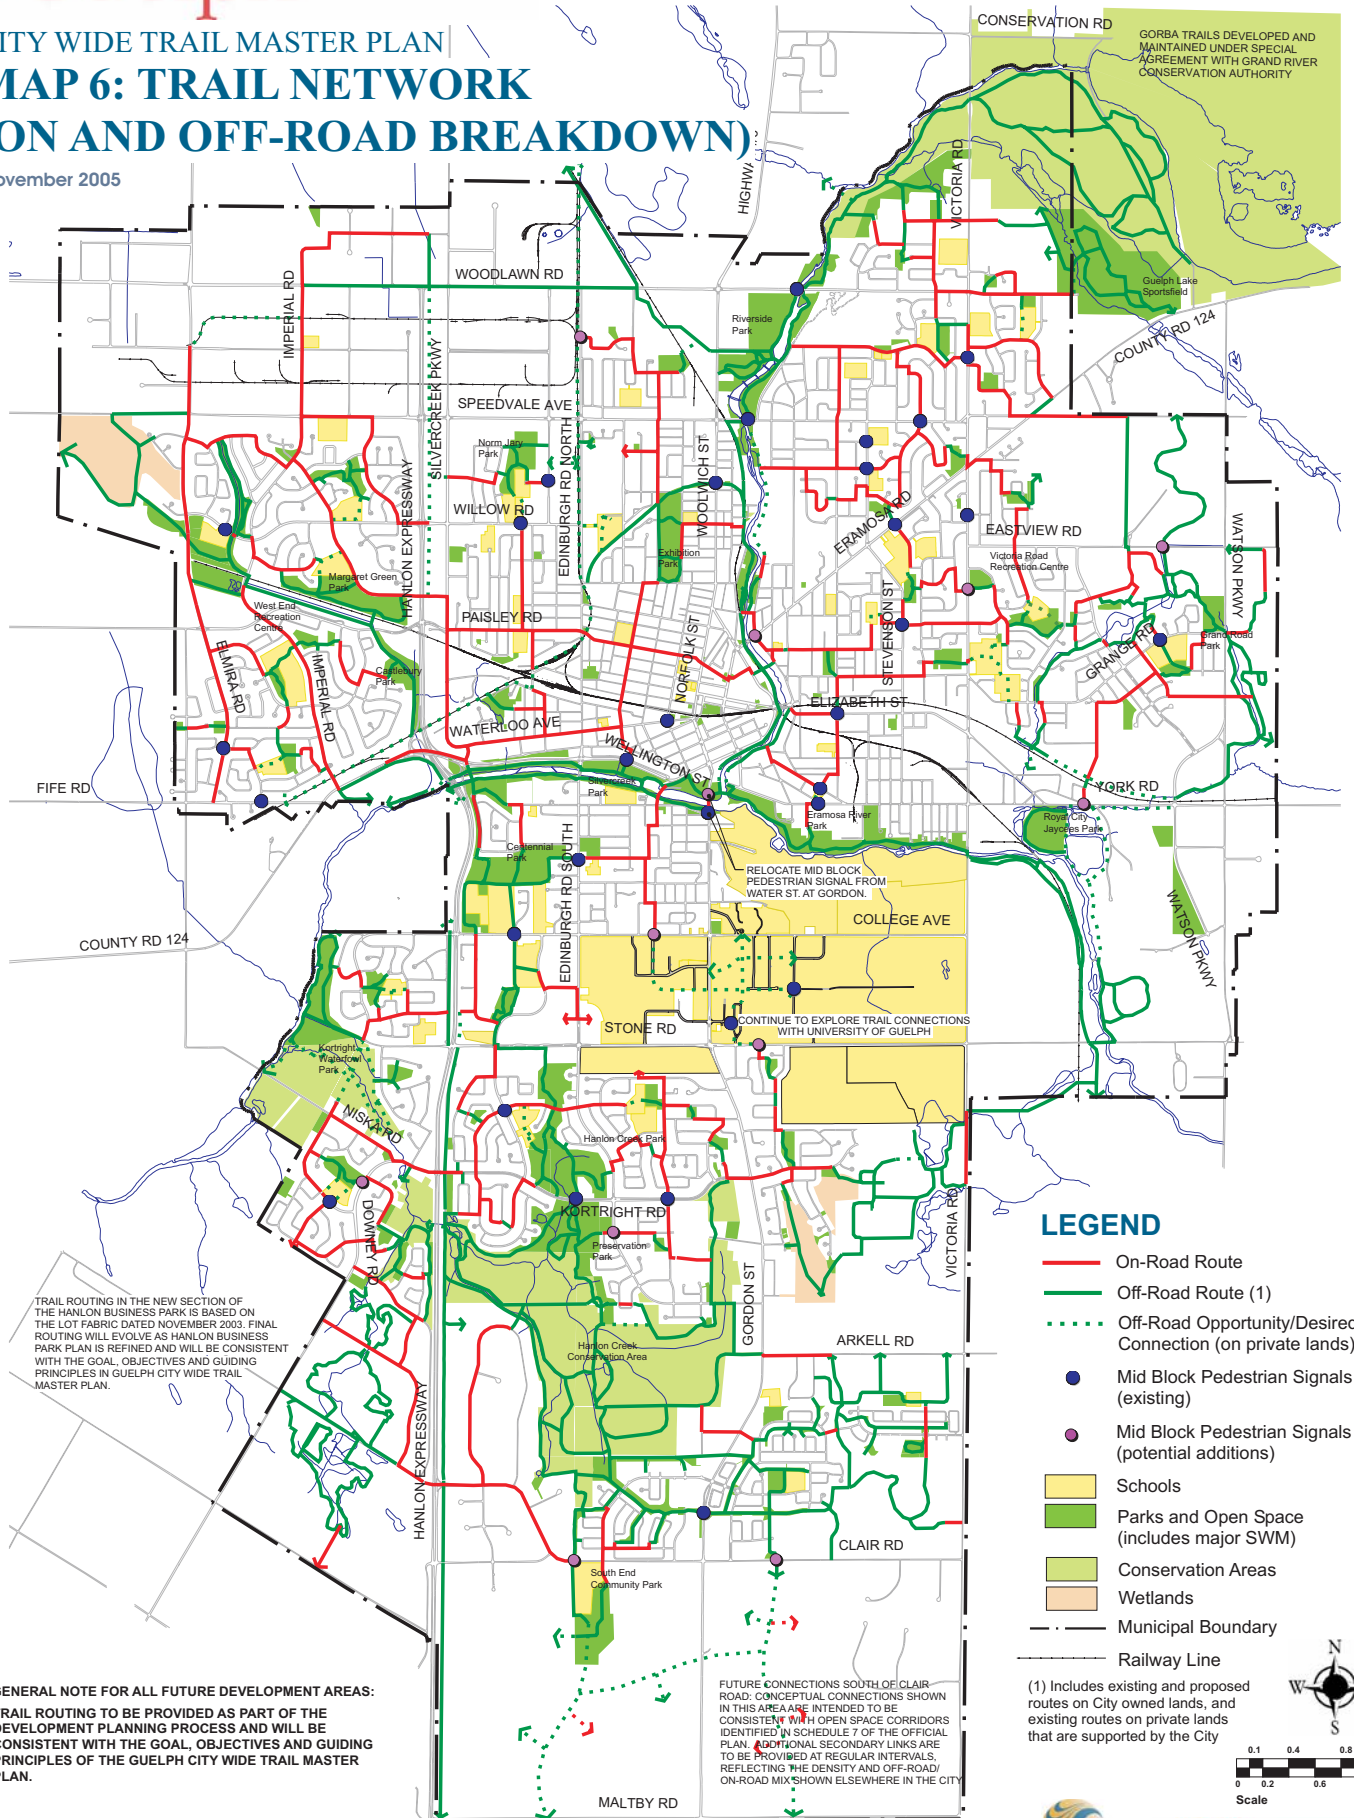 ITY WIDE TRAIL MASTER PLAN
MAP 6: TRAIL NETWORK
ON AND OFF-ROAD BREAKDOWN)
ovember 2005
CONSERVATION RD
GORBA TRAILS DEVELOPED AND
MAINTAINED UNDER SPECIAL
AGREEMENT WITH GRAND RIVER
CONSERVATION AUTHORITY
VICTORIA RD
WOODLAWN RD
IMPERIAL RD
Riverside
Park
Guelph Lake
Sportsfield
COUNTY RD 124
SILVERCREEK PKWY
SPEEDVALE AVE
EDINBURGH RD NORTH
Norm Jary
Park
WOOLWICH ST
HANLON EXPRESSWAY
WILLOW RD
ERAMOSA RD
EASTVIEW RD
WATSON PKWY
Exhibition
Park
Victoria Road
Recreation Centre
Margaret Green
Park
West End
Recreation
Centre
PAISLEY RD
STEVENSON ST
NORFOLK ST
GRANGE RD
Grand Road
Park
ELMIRA RD
IMPERIAL RD
Castlebury
Park
ELIZABETH ST
WATERLOO AVE
WELLINGTON ST
FIFE RD
Silvercreek
Park
YORK RD
Eramosa River
Park
Royal City
Jaycees Park
Centennial
Park
EDINBURGH RD SOUTH
RELOCATE MID BLOCK
PEDESTRIAN SIGNAL FROM
WATER ST. AT GORDON.
COLLEGE AVE
WATSON PKWY
COUNTY RD 124
CONTINUE TO EXPLORE TRAIL CONNECTIONS
WITH UNIVERSITY OF GUELPH
STONE RD
Kortright
Waterfowl
Park
NISKA RD
Hanlon Creek Park
DOWNEY RD
KORTRIGHT RD
Preservation
Park
VICTORIA RD
GORDON ST
TRAIL ROUTING IN THE NEW SECTION OF
THE HANLON BUSINESS PARK IS BASED ON
THE LOT FABRIC DATED NOVEMBER 2003. FINAL
ROUTING WILL EVOLVE AS HANLON BUSINESS
PARK PLAN IS REFINED AND WILL BE CONSISTENT
WITH THE GOAL, OBJECTIVES AND GUIDING
PRINCIPLES IN GUELPH CITY WIDE TRAIL
MASTER PLAN.
Hanlon Creek
Conservation Area
ARKELL RD
HANLON EXPRESSWAY
CLAIR RD
South End
Community Park
LEGEND
On-Road Route
Off-Road Route (1)
Off-Road Opportunity/Desired
Connection (on private lands)
Mid Block Pedestrian Signals
(existing)
Mid Block Pedestrian Signals
(potential additions)
Schools
Parks and Open Space
(includes major SWM)
Conservation Areas
Wetlands
Municipal Boundary
Railway Line
(1) Includes existing and proposed
routes on City owned lands, and
existing routes on private lands
that are supported by the City
N
W
S
0.1 0.4 0.8
0 0.2 0.6
Scale
GENERAL NOTE FOR ALL FUTURE DEVELOPMENT AREAS:
TRAIL ROUTING TO BE PROVIDED AS PART OF THE
DEVELOPMENT PLANNING PROCESS AND WILL BE
CONSISTENT WITH THE GOAL, OBJECTIVES AND GUIDING
PRINCIPLES OF THE GUELPH CITY WIDE TRAIL MASTER
PLAN.
FUTURE CONNECTIONS SOUTH OF CLAIR
ROAD: CONCEPTUAL CONNECTIONS SHOWN
IN THIS AREA ARE INTENDED TO BE
CONSISTENT WITH OPEN SPACE CORRIDORS
IDENTIFIED IN SCHEDULE 7 OF THE OFFICIAL
PLAN. ADDITIONAL SECONDARY LINKS ARE
TO BE PROVIDED AT REGULAR INTERVALS,
REFLECTING THE DENSITY AND OFF-ROAD/
ON-ROAD MIX SHOWN ELSEWHERE IN THE CITY
MALTBY RD